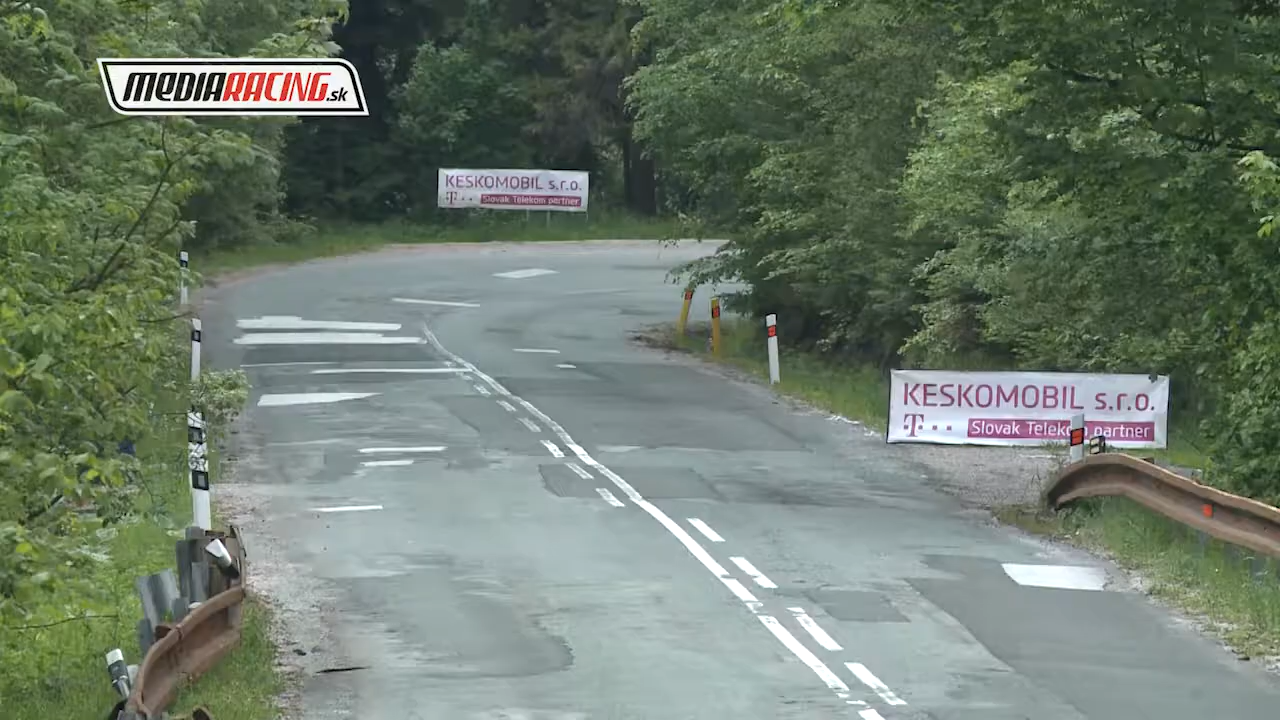 MEDIARACING.sk
KESKOMOBIL s.r.o.
T
Slovak Telekom partner
KESKOMOBIL s.r.o.
T
Slovak Telekom partner